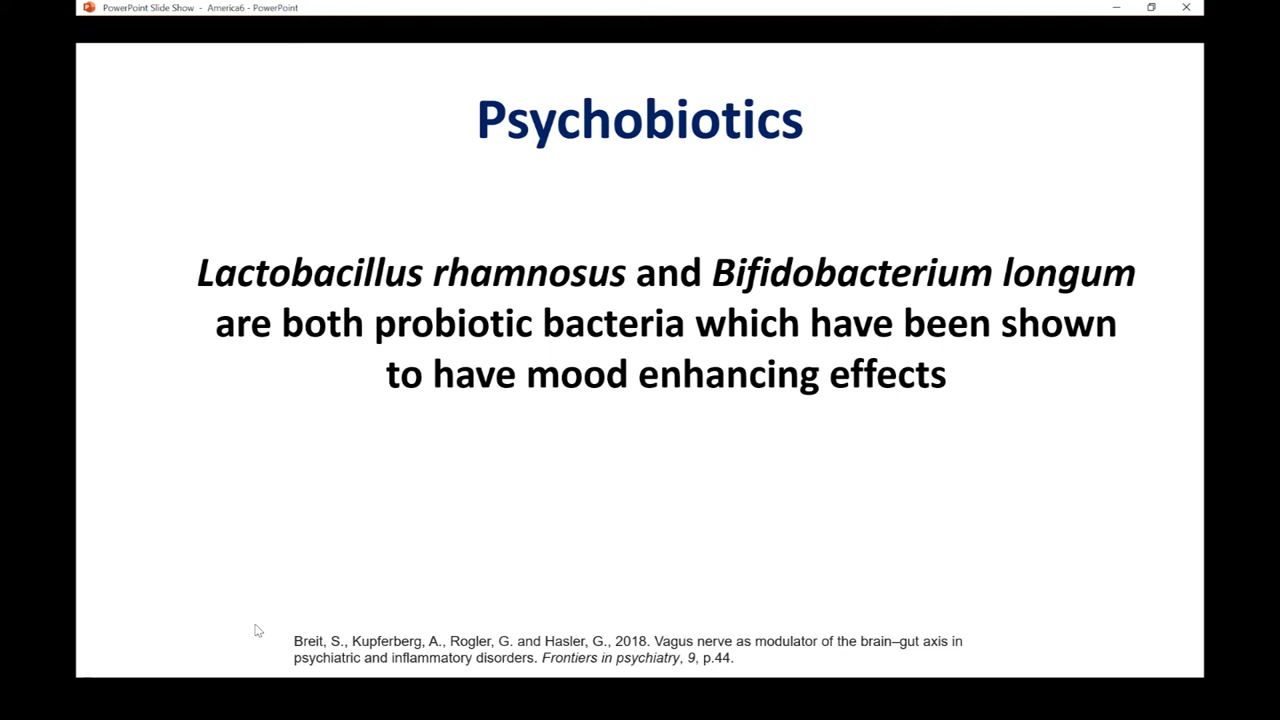 PowerPoint Slide Show - America6 - PowerPoint
Psychobiotics
Lactobacillus rhamnosus and Bifidobacterium longum
are both probiotic bacteria which have been shown
to have mood enhancing effects
Breit, S., Kupferberg, A., Rogler, G. and Hasler, G., 2018. Vagus nerve as modulator of the brain–gut axis in
psychiatric and inflammatory disorders. Frontiers in psychiatry, 9, p.44.